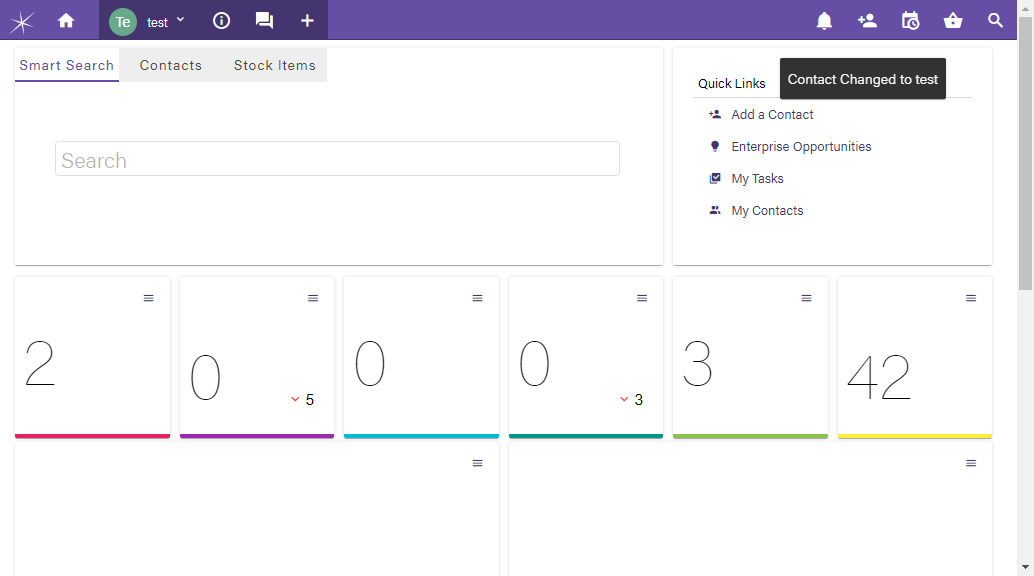 Te test
Smart Search Contacts Stock Items
Search
Quick Links
Contact Changed to test
Add a Contact
Enterprise Opportunities
My Tasks
My Contacts
2
0
5
0
0
3
3
42